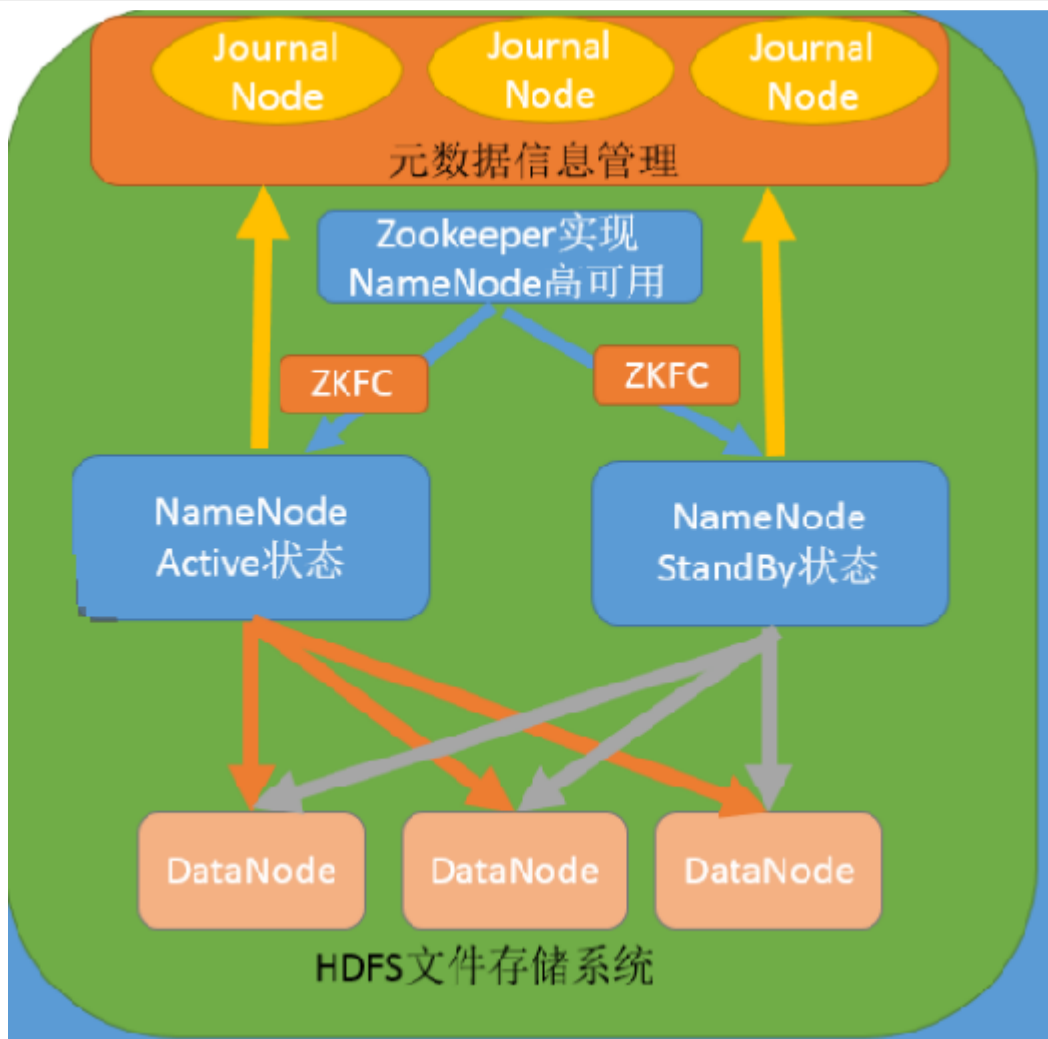 Journal
Node
Journal
Node
Journal
Node
元数据信息管理
Zookeeper实现
NameNode高可用
ZKFC
ZKFC
NameNode
Active状态
NameNode
StandBy状态
DataNode
DataNode
DataNode
HDFS文件存储系统